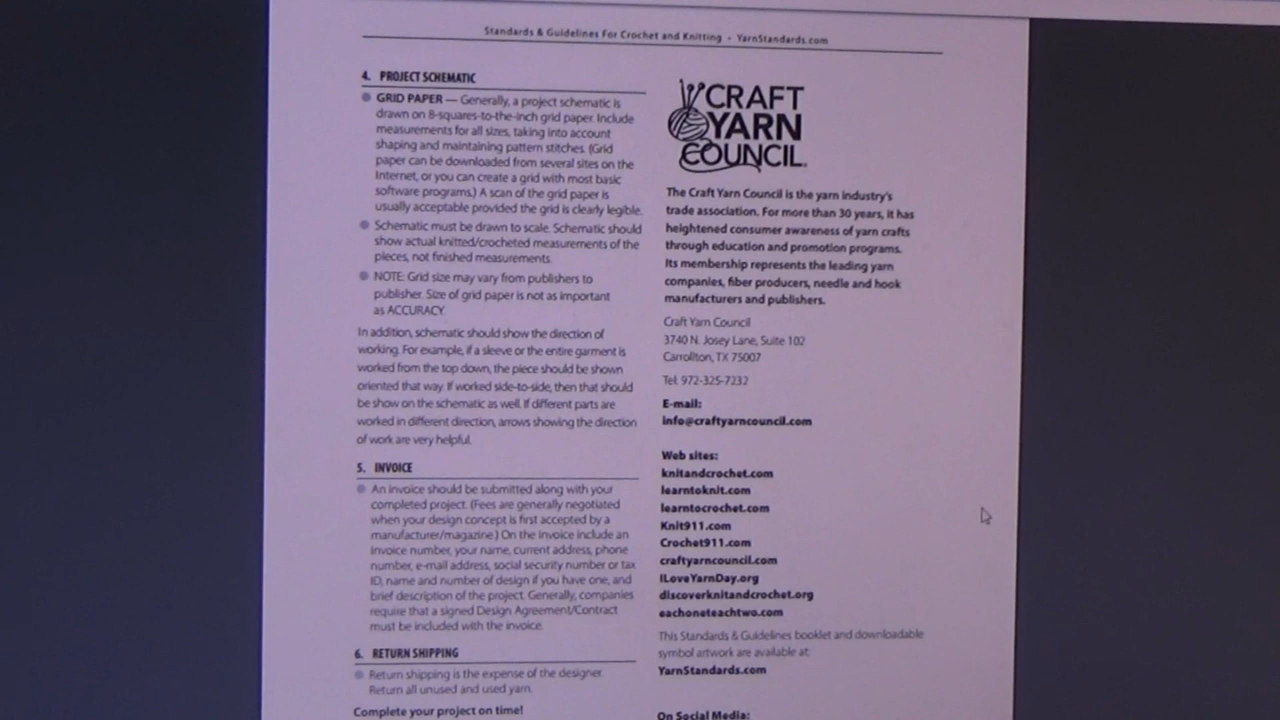 Standards & Guidelines For Crochet and Knitting • YarnStandards.com
4. PROJECT SCHEMATIC
GRID PAPER — Generally, a project schematic is
drawn on 8-squares-to-the-inch grid paper. Include
measurements for all sizes, taking into account
shaping and maintaining pattern stitches. (Grid
paper can be downloaded from several sites on the
Internet, or you can create a grid with most basic
software programs.) A scan of the grid paper is
usually acceptable provided the grid is clearly legible.
Schematic must be drawn to scale. Schematic should
show actual knitted/crocheted measurements of the
pieces, not finished measurements.
NOTE: Grid size may vary from publishers to
publisher. Size of grid paper is not as important
as ACCURACY.
In addition, schematic should show the direction of
working. For example, if a sleeve or the entire garment is
worked from the top down, the piece should be shown
oriented that way. If worked side-to-side, then that should
be show on the schematic as well. If different parts are
worked in different direction, arrows showing the direction
of work are very helpful.
5. INVOICE
An invoice should be submitted along with your
completed project. (Fees are generally negotiated
when your design concept is first accepted by a
manufacturer/magazine.) On the invoice include an
invoice number, your name, current address, phone
number, e-mail address, social security number or tax
ID, name and number of design if you have one, and
brief description of the project. Generally, companies
require that a signed Design Agreement/Contract
must be included with the invoice.
6. RETURN SHIPPING
Return shipping is the expense of the designer.
Return all unused and used yarn.
Complete your project on time!
CRAFT
YARN
COUNCIL
The Craft Yarn Council is the yarn industry's
trade association. For more than 30 years, it has
heightened consumer awareness of yarn crafts
through education and promotion programs.
Its membership represents the leading yarn
companies, fiber producers, needle and hook
manufacturers and publishers.
Craft Yarn Council
3740 N. Josey Lane, Suite 102
Carrollton, TX 75007
Tel: 972-325-7232
E-mail:
info@craftyarncouncil.com
Web sites:
knitandcrochet.com
learntoknit.com
learntocrochet.com
Knit911.com
Crochet911.com
craftyarncouncil.com
ILoveYarnDay.org
discoverknitandcrochet.org
eachoneteachtwo.com
This Standards & Guidelines booklet and downloadable
symbol artwork are available at:
YarnStandards.com
On Social Media: